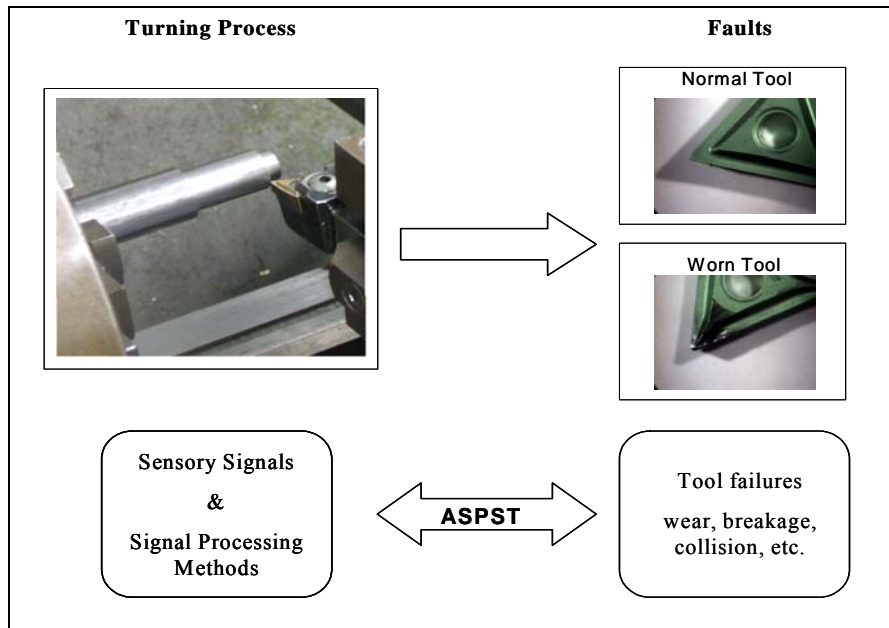 Turning Process
Faults
Normal Tool
Worn Tool
Sensory Signals
&
Signal Processing
Methods
ASPST
Tool failures
wear, breakage,
collision, etc.